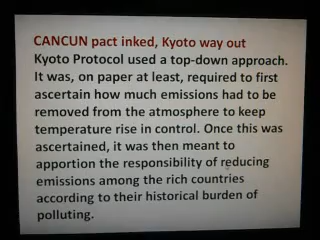 CANCUN pact inked, Kyoto way out
Kyoto Protocol used a top-down approach.
It was, on paper at least, required to first
ascertain how much emissions had to be
removed from the atmosphere to keep
temperature rise in control. Once this was
ascertained, it was then meant to
apportion the responsibility of reducing
emissions among the rich countries
according to their historical burden of
polluting.